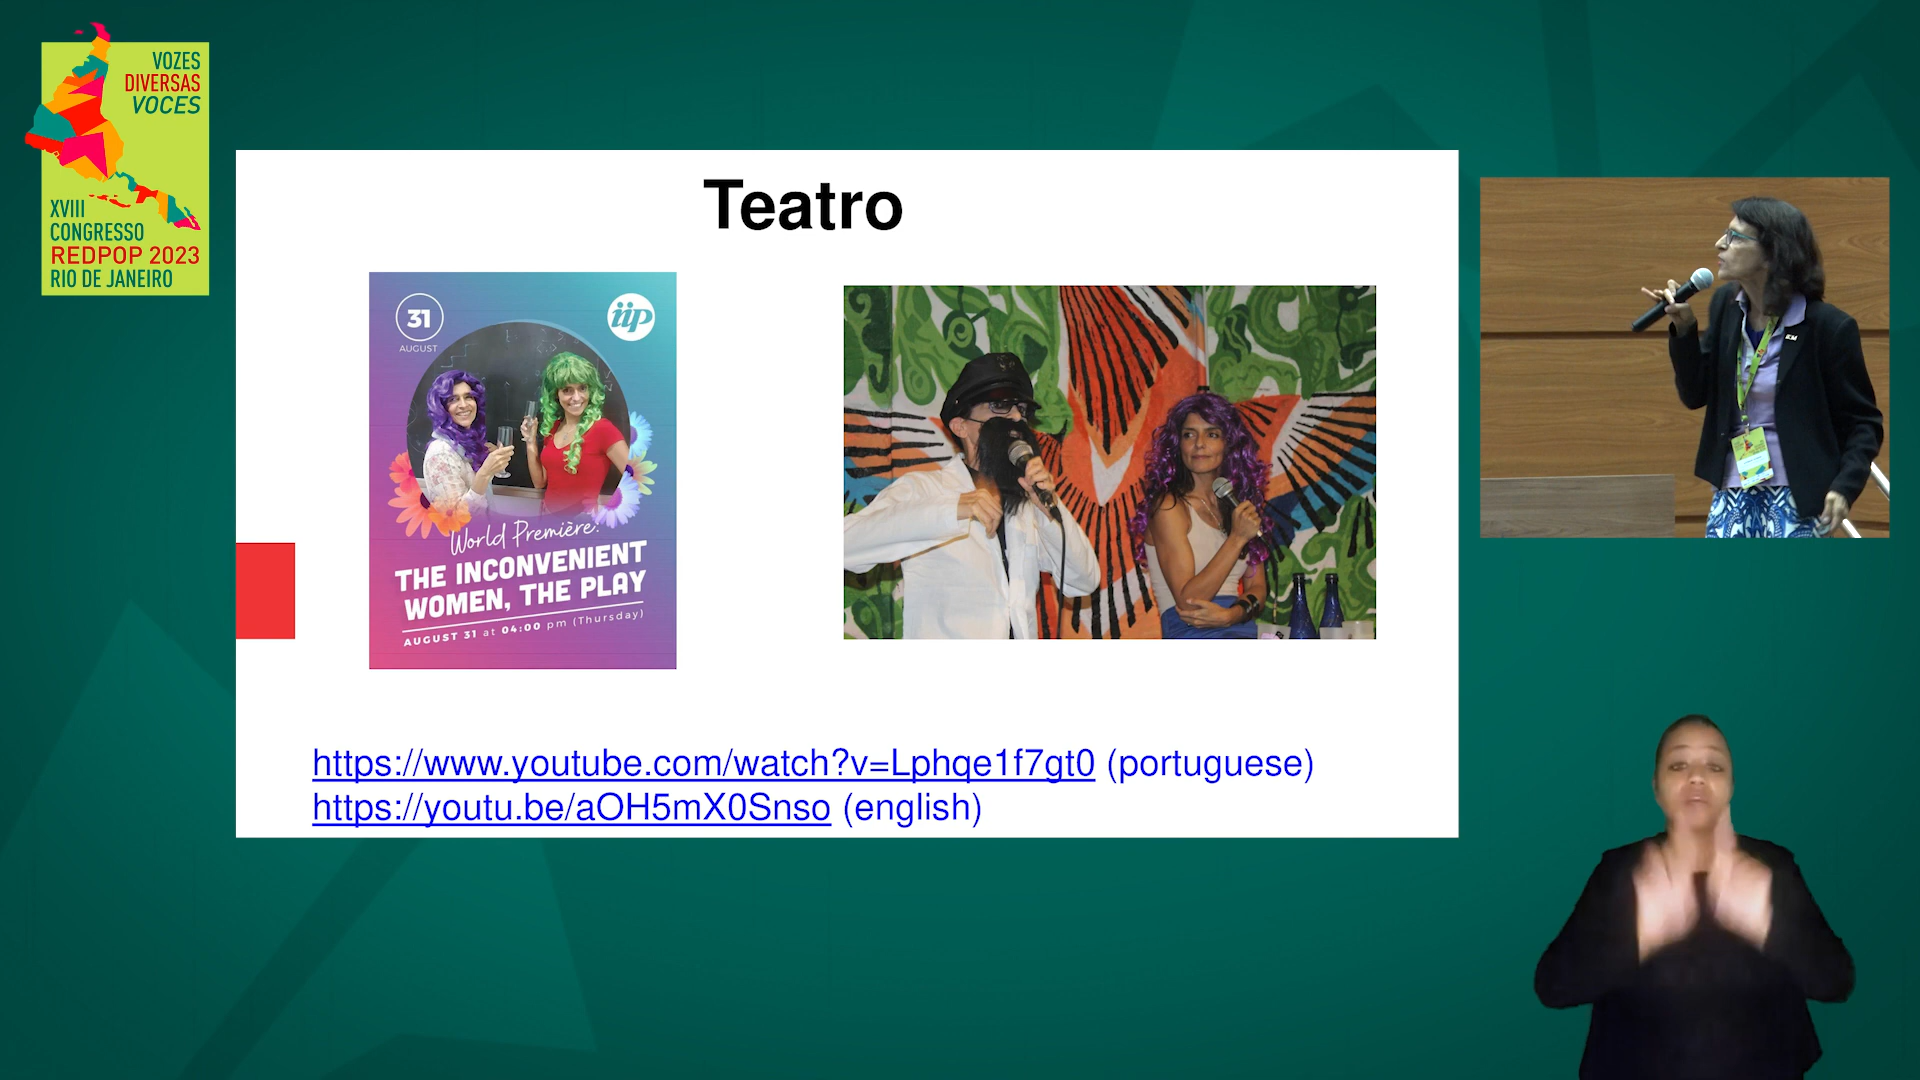 VOZES
DIVERSAS
VOCES
XVIII
CONGRESSO
REDPOP 2023
RIO DE JANEIRO
Teatro
31
AUGUST
iip
World Première:
THE INCONVENIENT
WOMEN, THE PLAY
AUGUST 31 at 04:00 pm (Thursday)
https://www.youtube.com/watch?v=Lphqe1f7gt0 (portuguese)
https://youtu.be/aOH5mX0Snso (english)